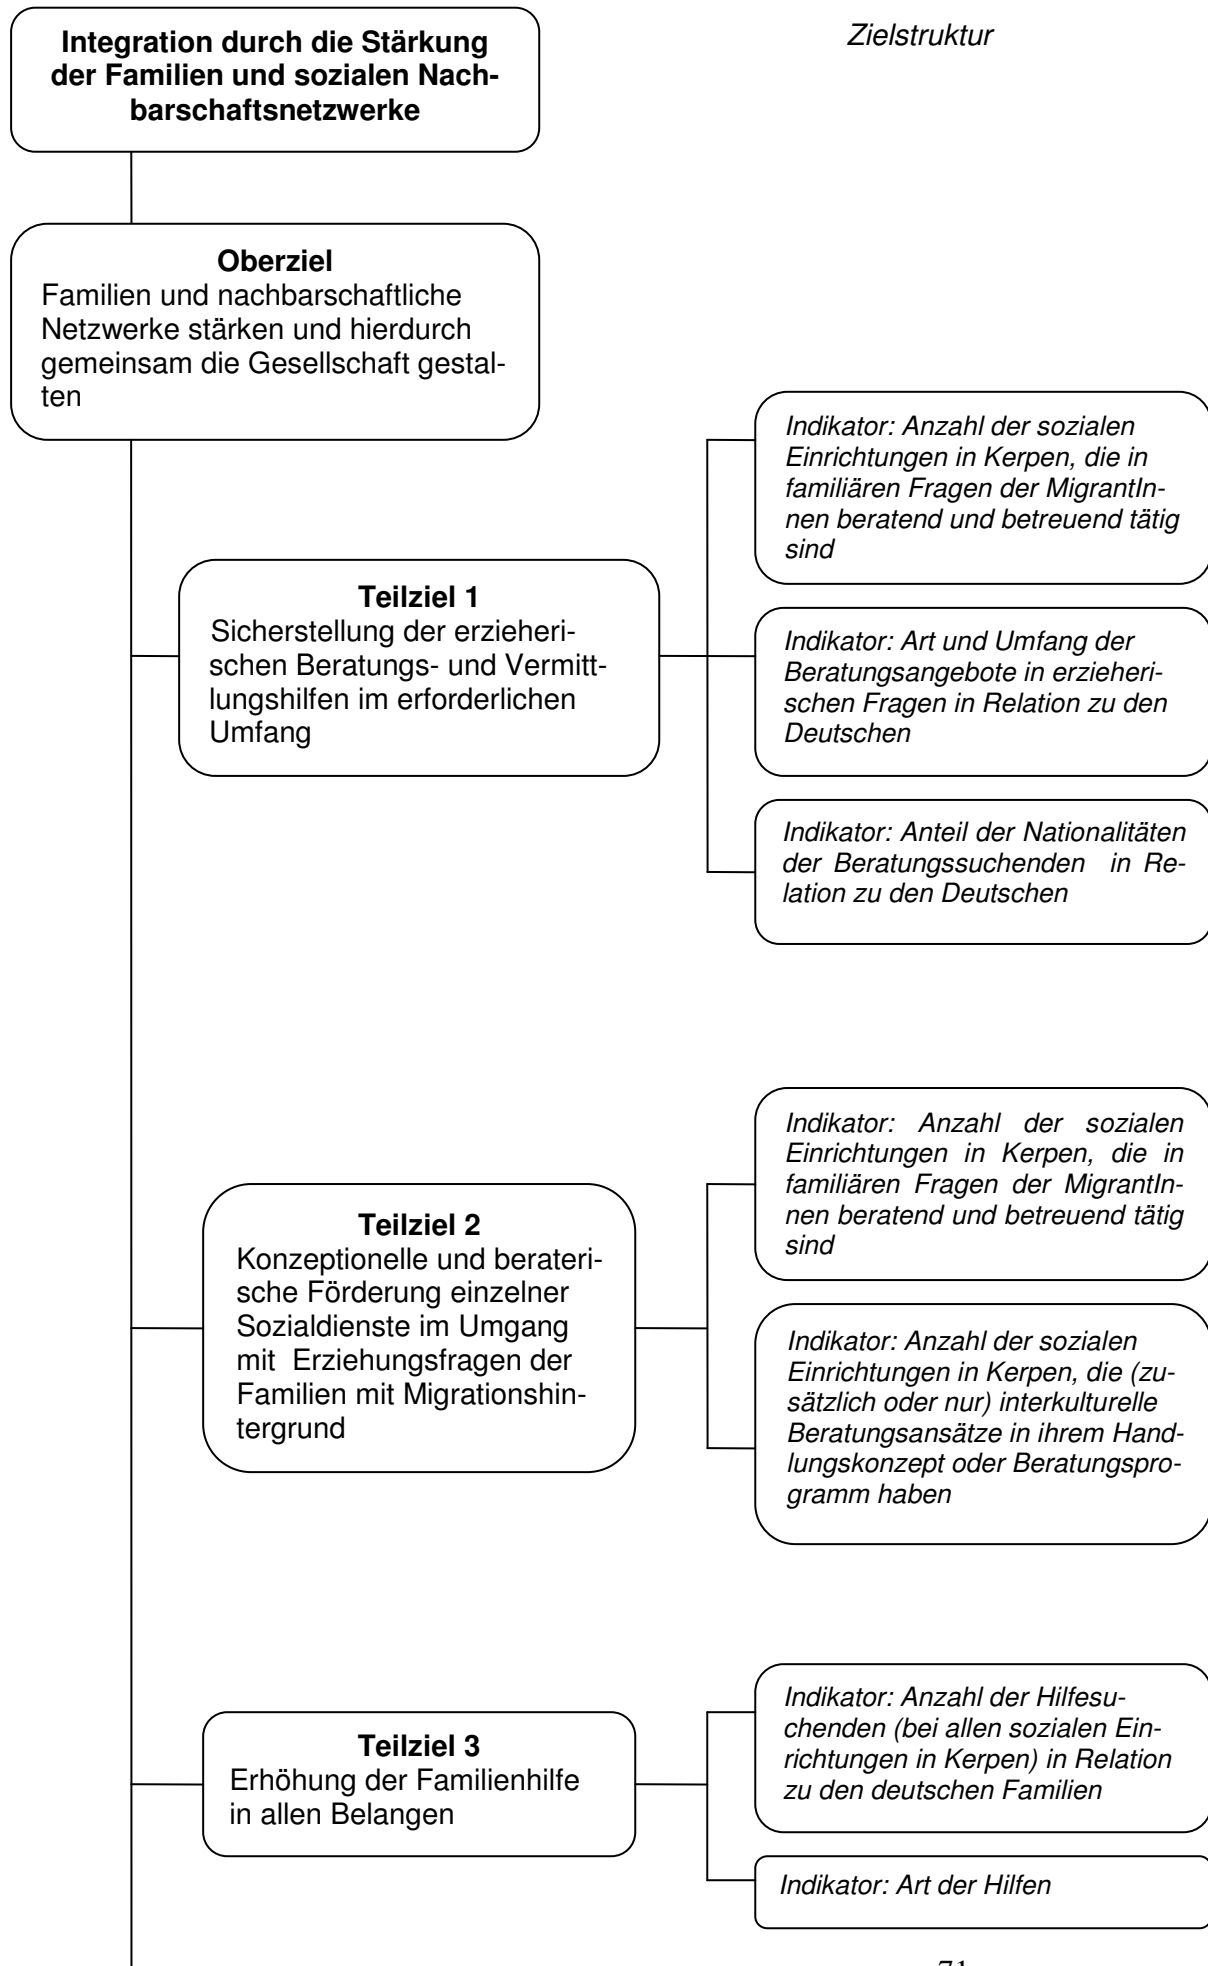 Integration durch die Stärkung
der Familien und sozialen Nach-
barschaftsnetzwerke
Zielstruktur
Oberziel
Familien und nachbarschaftliche
Netzwerke stärken und hierdurch
gemeinsam die Gesellschaft gestal-
ten
Teilziel 1
Sicherstellung der erzieheri-
schen Beratungs- und Vermitt-
lungshilfen im erforderlichen
Umfang
Indikator: Anzahl der sozialen
Einrichtungen in Kerpen, die in
familiären Fragen der MigrantIn-
nen beratend und betreuend tätig
sind
Indikator: Art und Umfang der
Beratungsangebote in erzieheri-
schen Fragen in Relation zu den
Deutschen
Indikator: Anteil der Nationalitäten
der Beratungssuchenden in Re-
lation zu den Deutschen
Teilziel 2
Konzeptionelle und berateri-
sche Förderung einzelner
Sozialdienste im Umgang
mit Erziehungsfragen der
Familien mit Migrationshin-
tergrund
Indikator: Anzahl der sozialen
Einrichtungen in Kerpen, die in
familiären Fragen der MigrantIn-
nen beratend und betreuend tätig
sind
Indikator: Anzahl der sozialen
Einrichtungen in Kerpen, die (zu-
sätzlich oder nur) interkulturelle
Beratungsansätze in ihrem Hand-
lungskonzept oder Beratungspro-
gramm haben
Teilziel 3
Erhöhung der Familienhilfe
in allen Belangen
Indikator: Anzahl der Hilfesu-
chenden (bei allen sozialen Ein-
richtungen in Kerpen) in Relation
zu den deutschen Familien
Indikator: Art der Hilfen